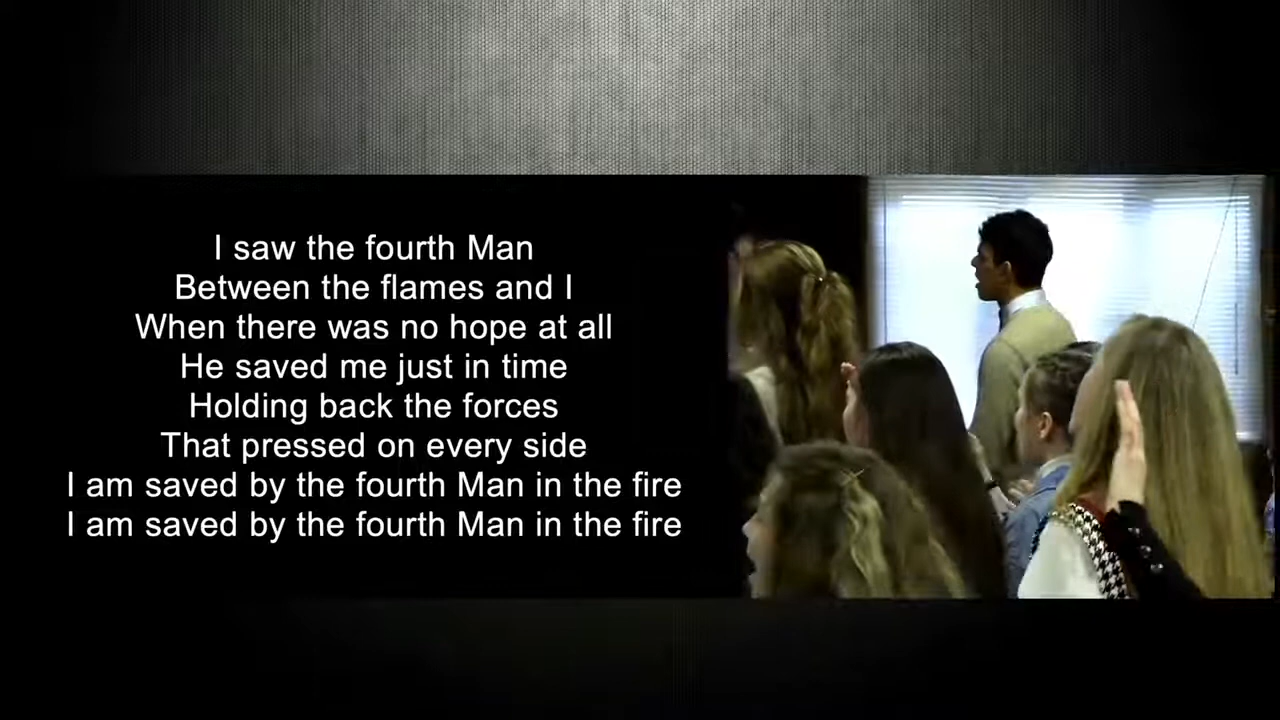 I saw the fourth Man
Between the flames and I
When there was no hope at all
He saved me just in time
Holding back the forces
That pressed on every side
I am saved by the fourth Man in the fire
I am saved by the fourth Man in the fire